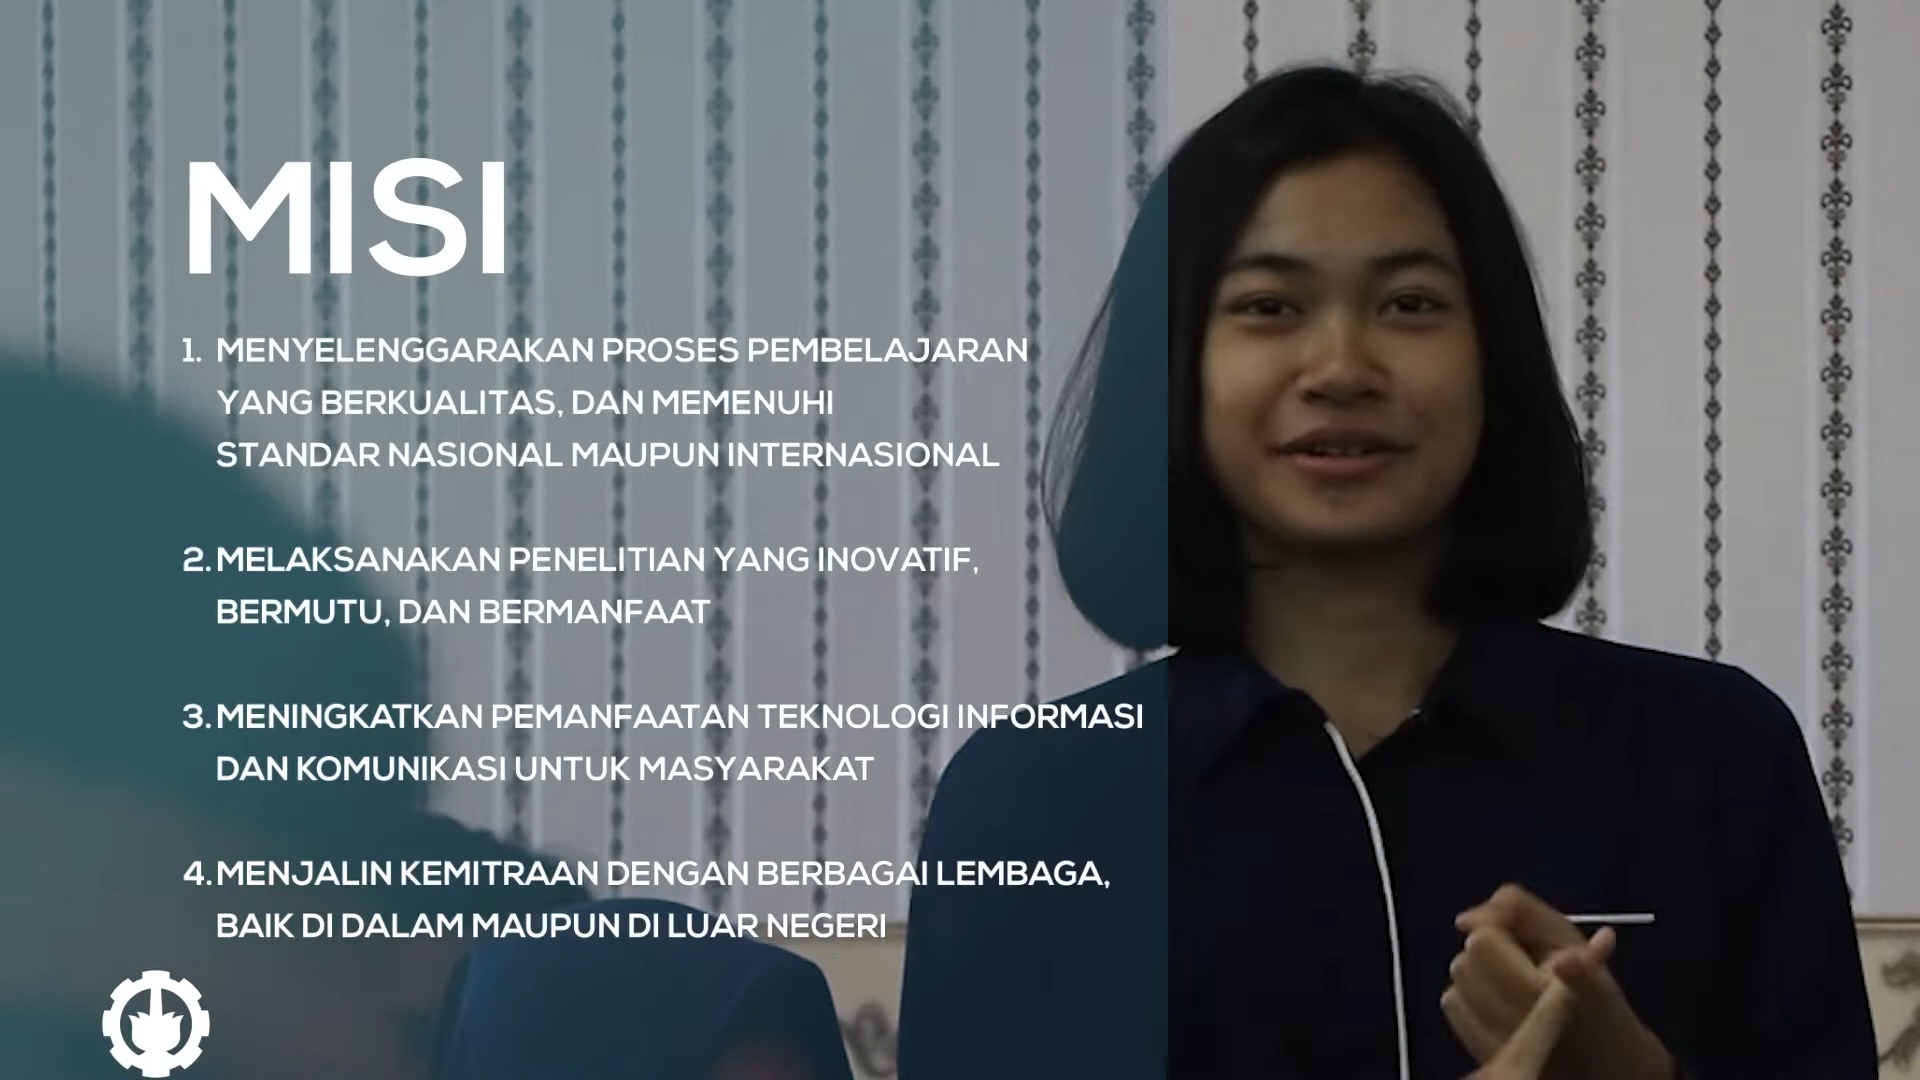 MISI
1. MENYELENGGARAKAN PROSES PEMBELAJARAN
YANG BERKUALITAS, DAN MEMENUHI
STANDAR NASIONAL MAUPUN INTERNASIONAL
2. MELAKSANAKAN PENELITIAN YANG INOVATIF,
BERMUTU, DAN BERMANFAAT
3. MENINGKATKAN PEMANFAATAN TEKNOLOGI INFORMASI
DAN KOMUNIKASI UNTUK MASYARAKAT
4. MENJALIN KEMITRAAN DENGAN BERBAGAI LEMBAGA,
BAIK DI DALAM MAUPUN DI LUAR NEGERI